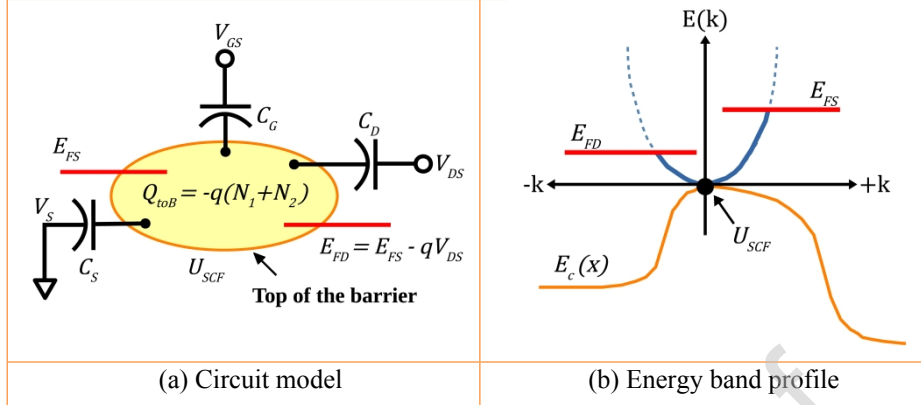 V_GS
C_G
C_D
E_FS
V_DS
Q_toB = -q(N_1+N_2)
V_S
C_S
U_SCF
E_FD = E_FS - qV_DS
Top of the barrier
(a) Circuit model
E(k)
E_FS
E_FD
-k
+k
U_SCF
E_c(x)
(b) Energy band profile